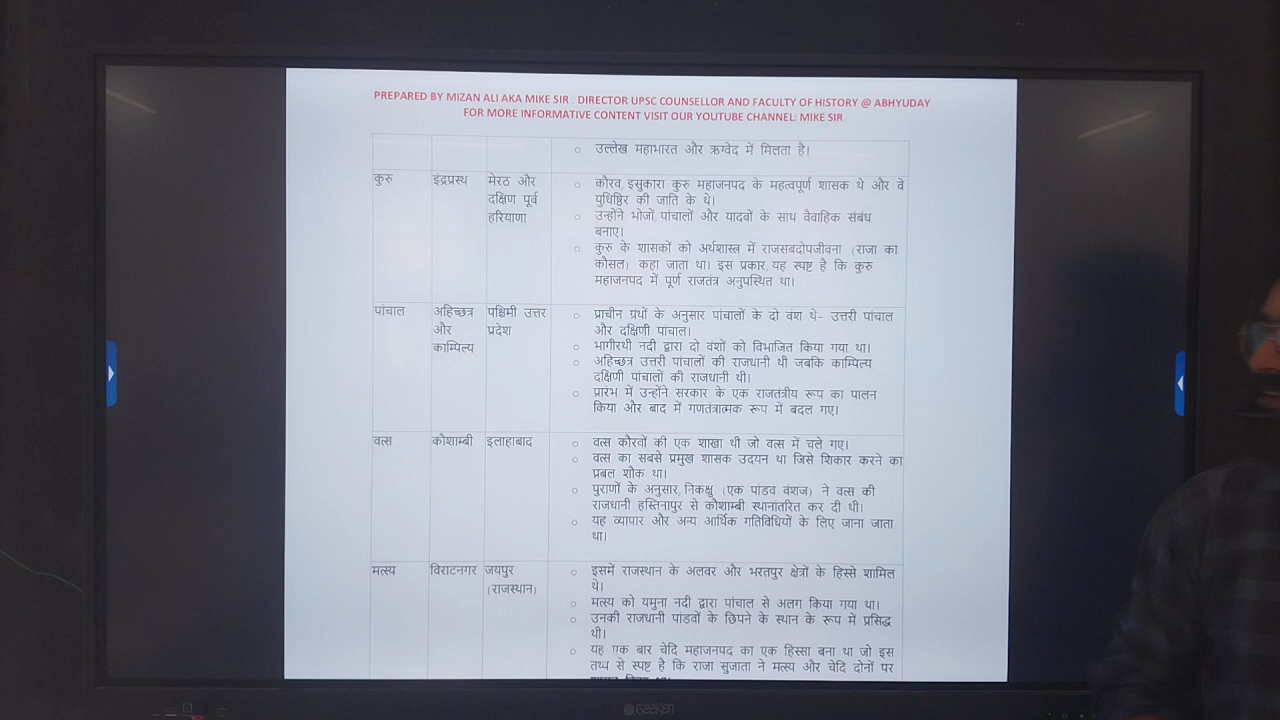 PREPARED BY MIZAN ALI AKA MIKE SIR DIRECTOR UPSC COUNSELLOR AND FACULTY OF HISTORY @ ABHYUDAY
FOR MORE INFORMATIVE CONTENT VISIT OUR YOUTUBE CHANNEL: MIKE SIR
○ उल्लेख महाभारत और ऋग्वेद में मिलता है।
कुरु
इंद्रप्रस्थ
मेरठ और
दक्षिण पूर्व
हरियाणा
○ कौरव, इसुकारा कुरु महाजनपद के महत्वपूर्ण शासक थे और वे
युधिष्ठिर की जाति के थे।
○ उन्होंने भोजों, पांचालों और यादवों के साथ वैवाहिक संबंध
बनाए।
○ कुरु के शासकों को अर्थशास्त्र में राजसबदोपजीवना (राजा का
कौसल) कहा जाता था। इस प्रकार, यह स्पष्ट है कि कुरु
महाजनपद में पूर्ण राजतंत्र अनुपस्थित था।
पांचाल
अहिच्छत्र
और
काम्पिल्य
पश्चिमी उत्तर
प्रदेश
○ प्राचीन ग्रंथों के अनुसार पांचालों के दो वंश थे- उत्तरी पांचाल
और दक्षिणी पांचाल।
○ भागीरथी नदी द्वारा दो वंशों को विभाजित किया गया था।
○ अहिच्छत्र उत्तरी पांचालों की राजधानी थी जबकि काम्पिल्य
दक्षिणी पांचालों की राजधानी थी।
○ प्रारंभ में उन्होंने सरकार के एक राजतंत्रीय रूप का पालन
किया और बाद में गणतंत्रात्मक रूप में बदल गए।
वत्स
कौशाम्बी
इलाहाबाद
○ वत्स कौरवों की एक शाखा थी जो वत्स में चले गए।
○ वत्स का सबसे प्रमुख शासक उदयन था जिसे शिकार करने का
प्रबल शौक था।
○ पुराणों के अनुसार, निकक्षु (एक पांडव वंशज) ने वत्स की
राजधानी हस्तिनापुर से कौशाम्बी स्थानांतरित कर दी थी।
○ यह व्यापार और अन्य आर्थिक गतिविधियों के लिए जाना जाता
था।
मत्स्य
विराटनगर
जयपुर
(राजस्थान)
○ इसमें राजस्थान के अलवर और भरतपुर क्षेत्रों के हिस्से शामिल
थे।
○ मत्स्य को यमुना नदी द्वारा पांचाल से अलग किया गया था।
○ उनकी राजधानी पांडवों के छिपने के स्थान के रूप में प्रसिद्ध
थी।
○ यह एक बार चेदि महाजनपद का एक हिस्सा बना था जो इस
तथ्य से स्पष्ट है कि राजा सुजाता ने मत्स्य और चेदि दोनों पर
GeeKen